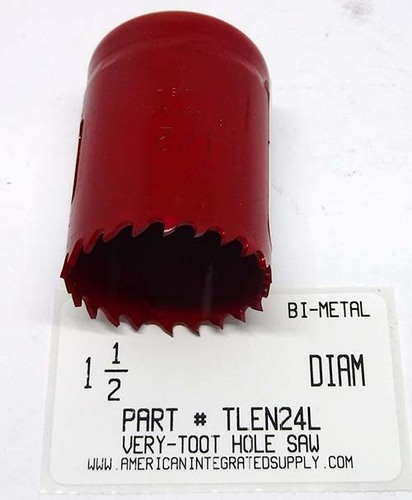 BI-METAL
1 1/2 DIAM
PART # TLEN24L
VERY-TOOT HOLE SAW
WWW.AMERICANINTEGRATEDSUPPLY.COM